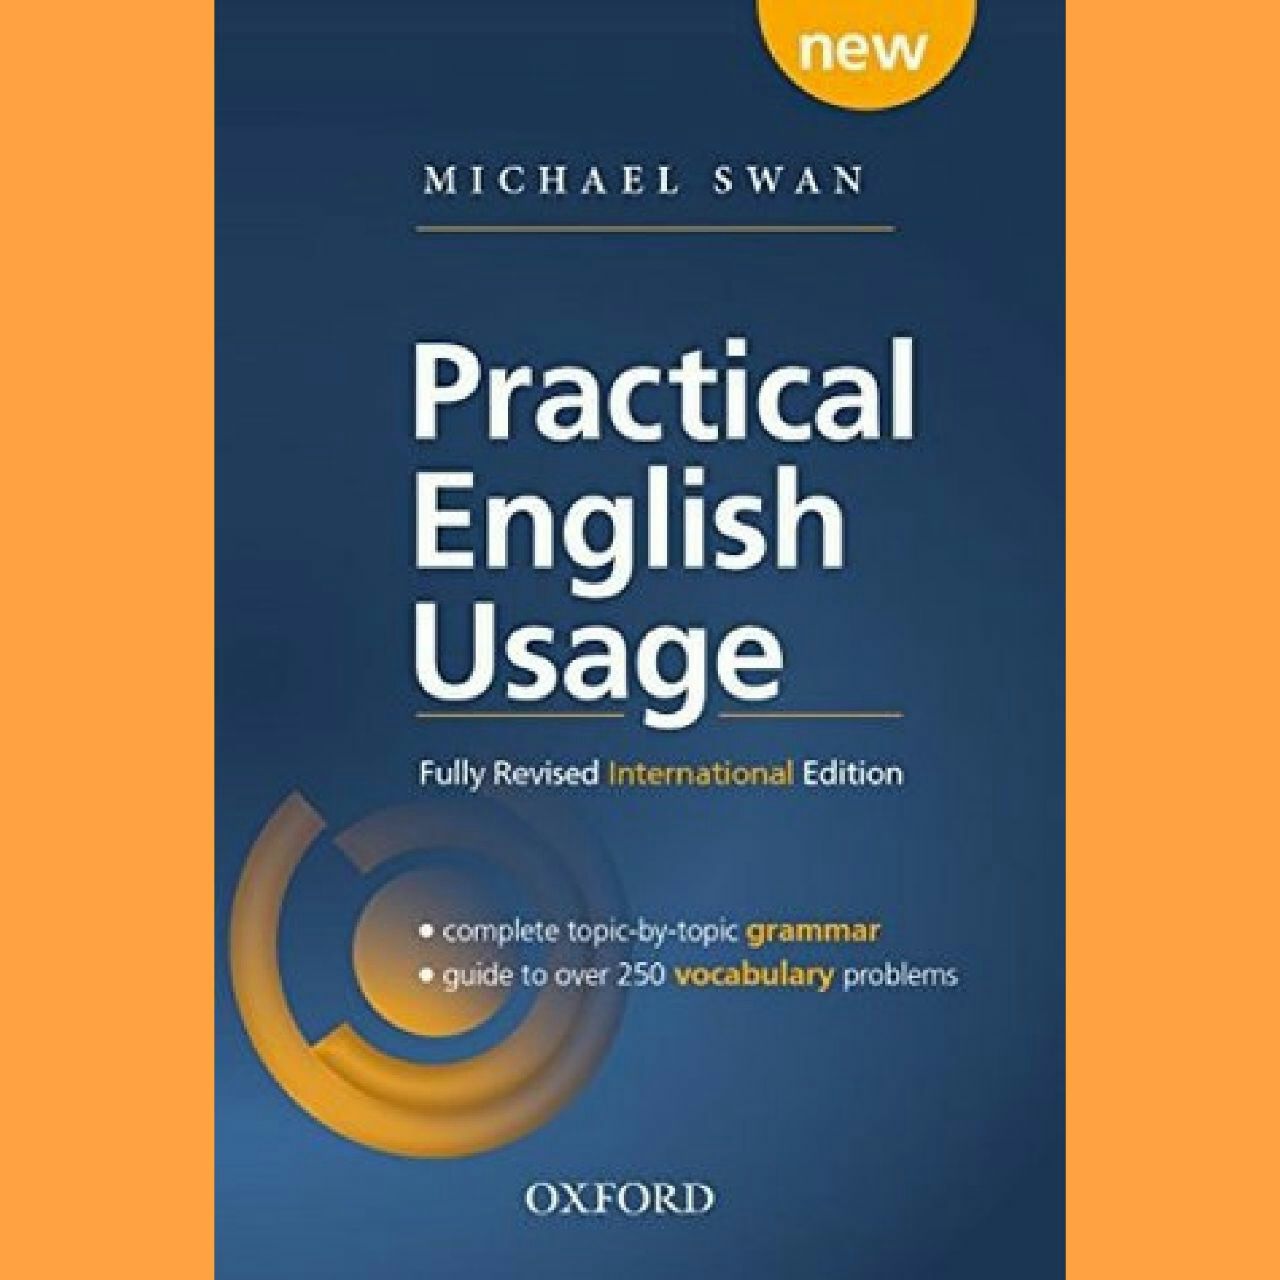 new
MICHAEL SWAN
Practical
English
Usage
Fully Revised International Edition
• complete topic-by-topic grammar
• guide to over 250 vocabulary problems
OXFORD